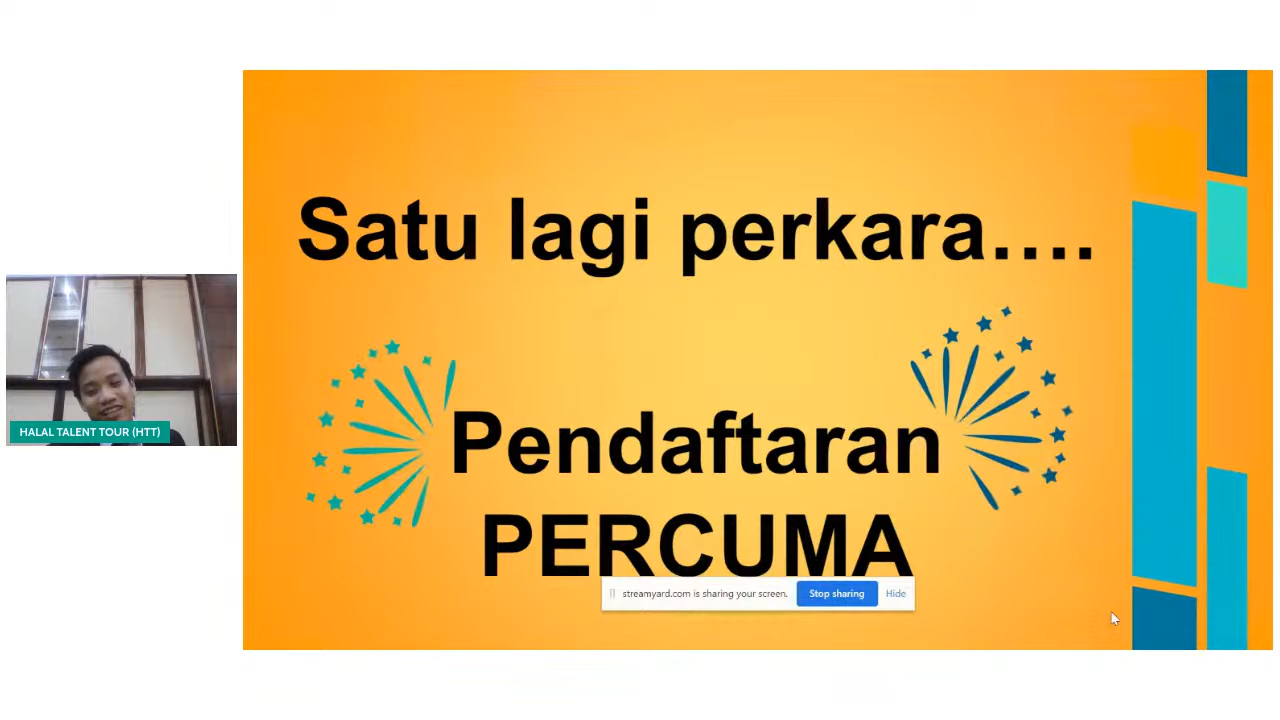 Satu lagi perkara….
Pendaftaran
PERCUMA
HALAL TALENT TOUR (HTT)
streamyard.com is sharing your screen.
Stop sharing
Hide